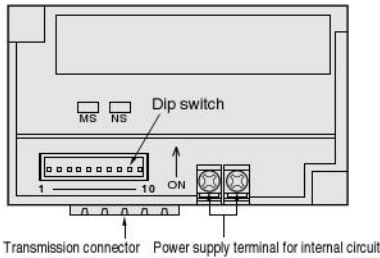 MS NS
Dip switch
1 10 ON
Transmission connector Power supply terminal for internal circuit